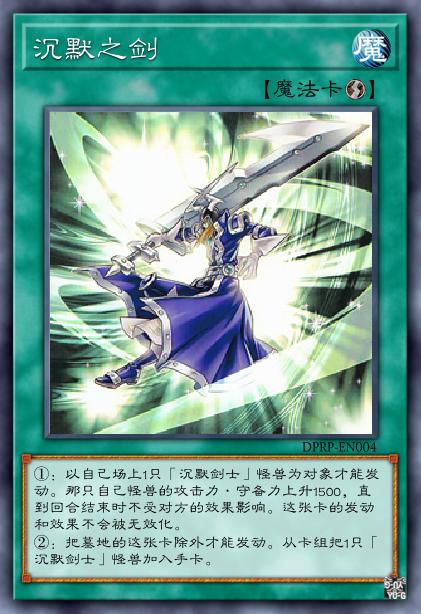 沉默之剑
魔
【魔法卡】
DPRP-EN004
①：以自己场上1只「沉默剑士」怪兽为对象才能发
动。那只自己怪兽的攻击力·守备力上升1500，直
到回合结束时不受对方的效果影响。这张卡的发动
和效果不会被无效化。
②：把墓地的这张卡除外才能发动。从卡组把1只「
沉默剑士」怪兽加入手卡。